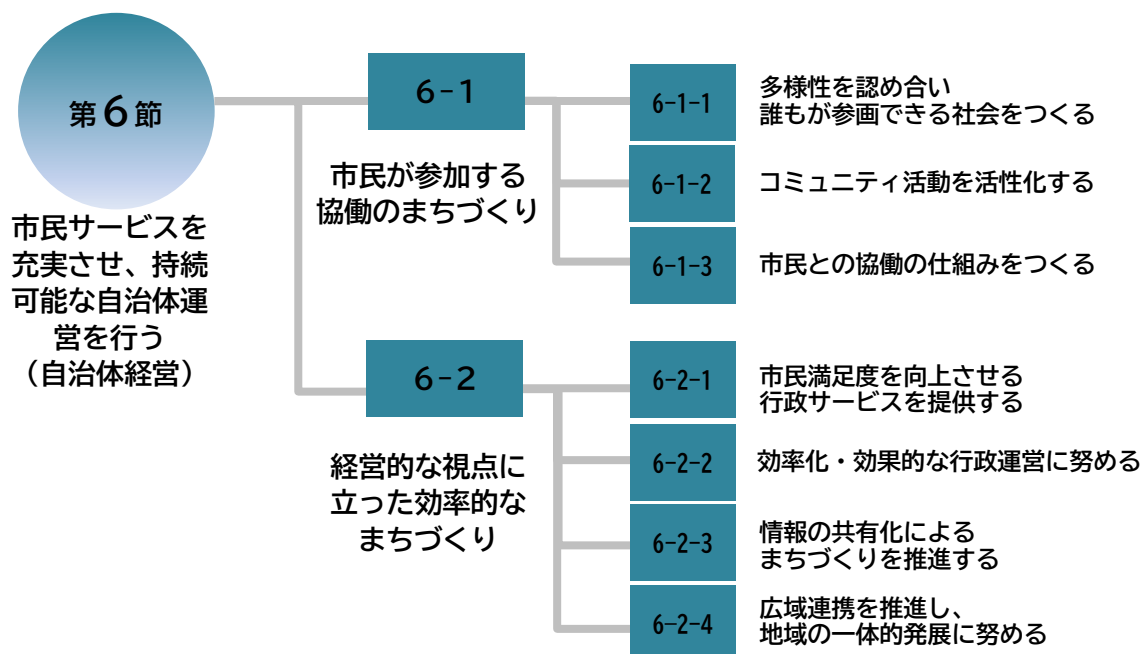 第6節
市民サービスを
充実させ、持続
可能な自治体運
営を行う
（自治体経営）
6-1
市民が参加する
協働のまちづくり
6-1-1
多様性を認め合い
誰もが参画できる社会をつくる
6-1-2
コミュニティ活動を活性化する
6-1-3
市民との協働の仕組みをつくる
6-2
経営的な視点に
立った効率的な
まちづくり
6-2-1
市民満足度を向上させる
行政サービスを提供する
6-2-2
効率化・効果的な行政運営に努める
6-2-3
情報の共有化による
まちづくりを推進する
6-2-4
広域連携を推進し、
地域の一体的発展に努める